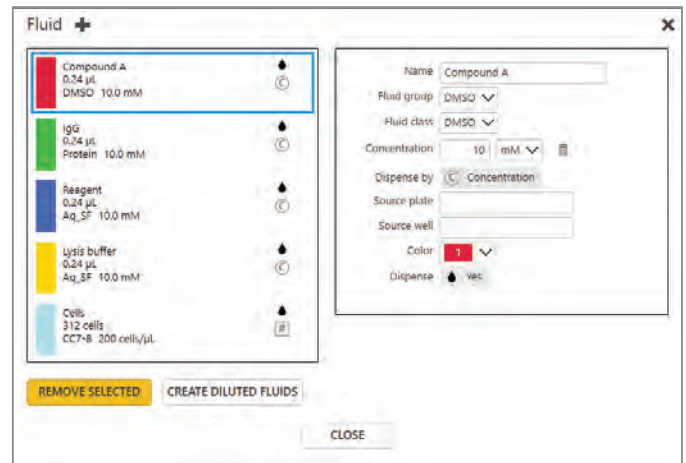 Fluid
Compound A
0.24 µL
DMSO 10.0 mM
C
IgG
0.24 µL
Protein 10.0 mM
C
Reagent
0.24 µL
Aq_SF 10.0 mM
C
Lysis buffer
0.24 µL
Aq_SF 10.0 mM
C
Cells
312 cells
CC7-8 200 cells/µL
#
REMOVE SELECTED CREATE DILUTED FLUIDS
Name Compound A
Fluid group DMSO
Fluid class DMSO
Concentration 10 mM
Dispense by C Concentration
Source plate
Source well
Color 1
Dispense Yes
CLOSE